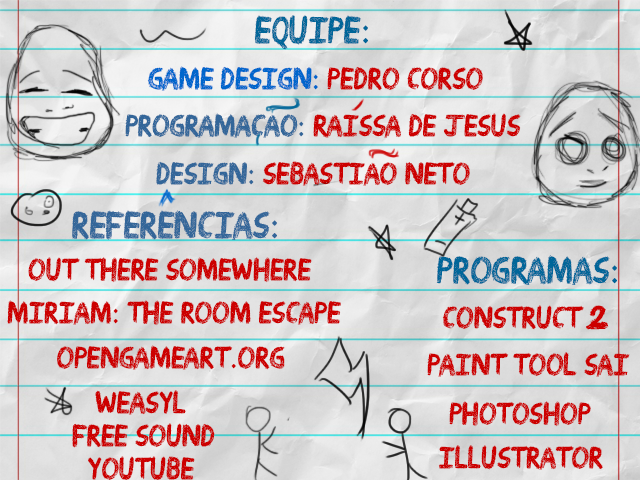 EQUIPE:
GAME DESIGN: PEDRO CORSO
PROGRAMAÇÃO: RAÍSSA DE JESUS
DESIGN: SEBASTIÃO NETO
REFERÊNCIAS:
OUT THERE SOMEWHERE
MIRIAM: THE ROOM ESCAPE
OPENGAMEART.ORG
WEASYL
FREE SOUND
YOUTUBE
PROGRAMAS:
CONSTRUCT 2
PAINT TOOL SAI
PHOTOSHOP
ILLUSTRATOR